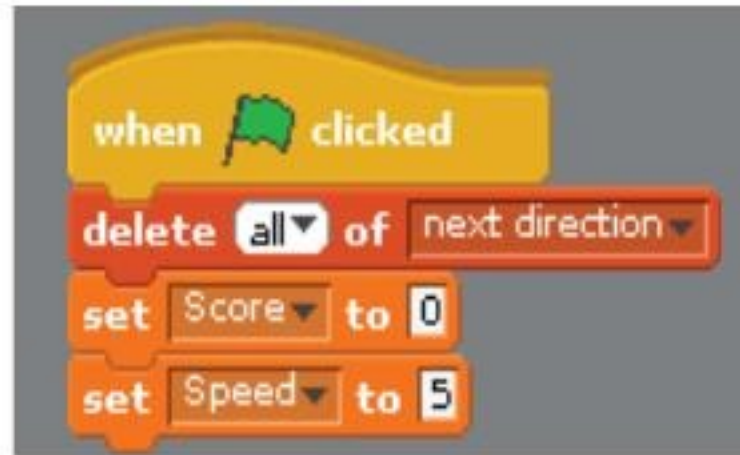 when clicked
delete all of next direction
set Score to 0
set Speed to 5